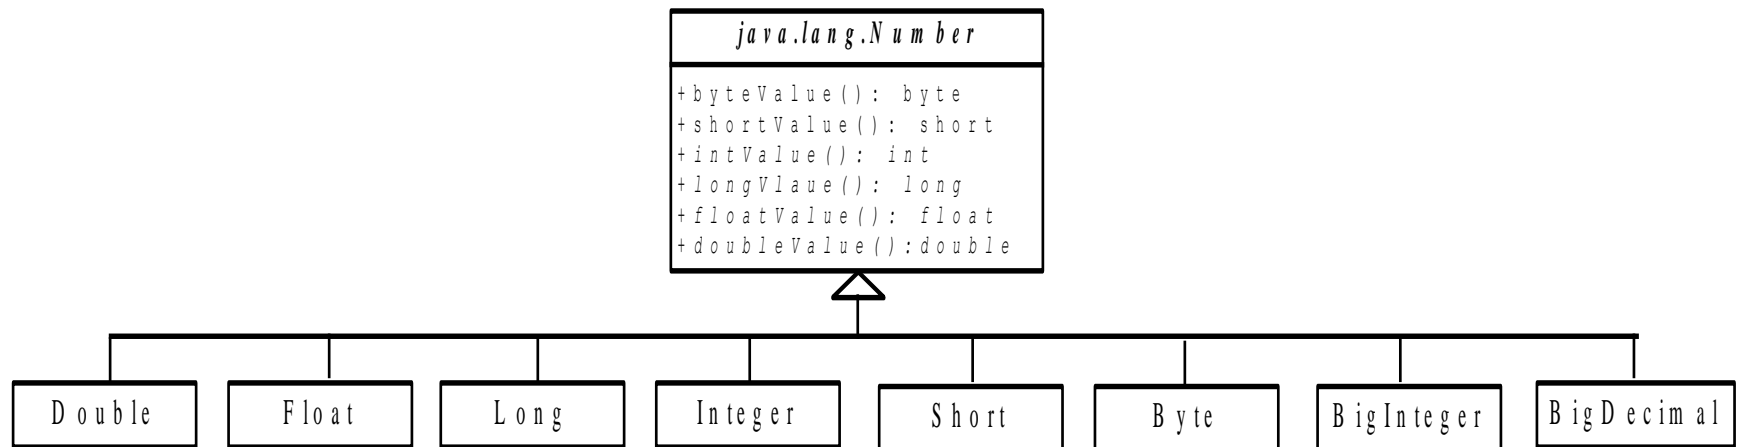 java.lang.Number
+byteValue(): byte
+shortValue(): short
+intValue(): int
+longVlaue(): long
+floatValue(): float
+doubleValue():double
Double Float Long Integer Short Byte BigInteger BigDecimal